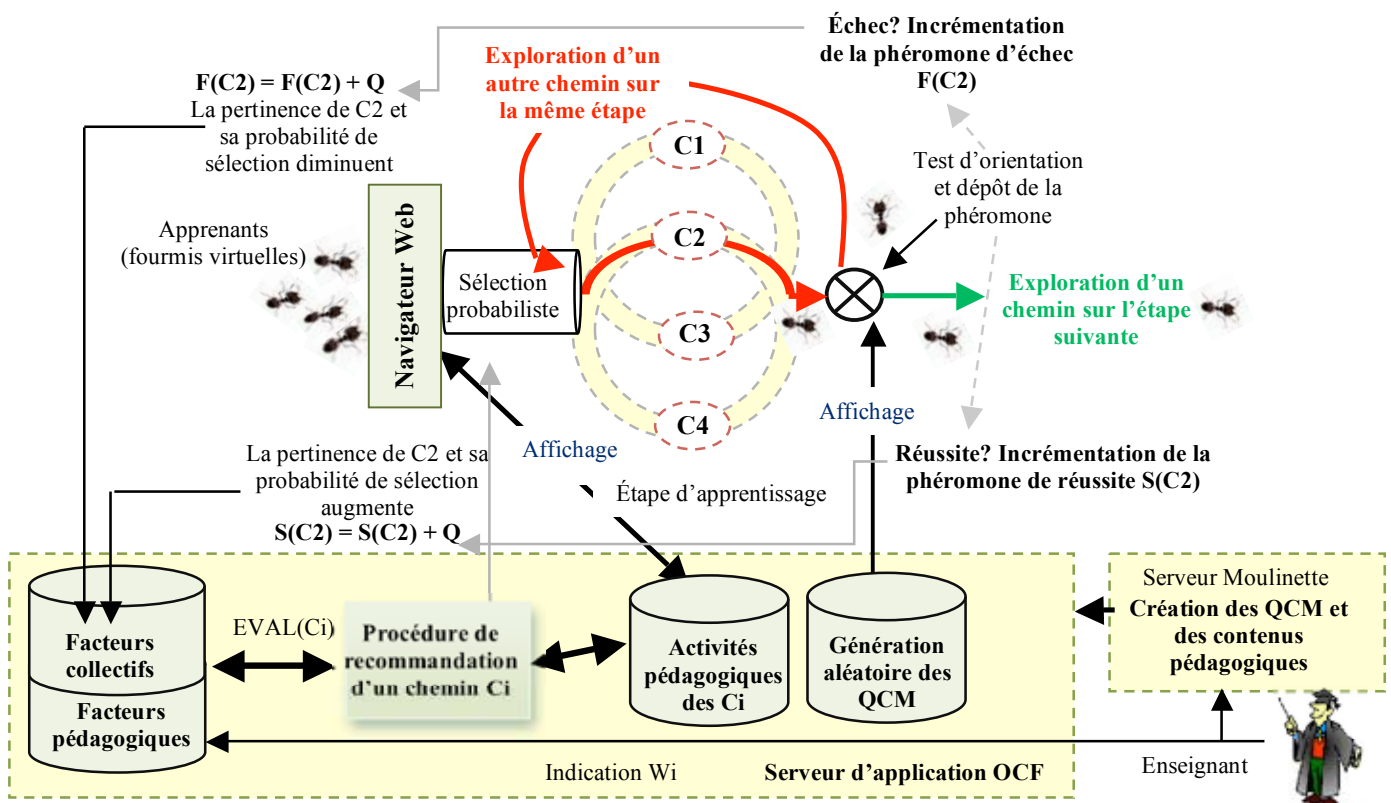 Échec? Incrémentation
de la phéromone d'échec
F(C2)
Exploration d'un
autre chemin sur
la même étape
F(C2) = F(C2) + Q
La pertinence de C2 et
sa probabilité de
sélection diminuent
C1
Test d'orientation
et dépôt de la
phéromone
Apprenants
(fourmis virtuelles)
Navigateur Web
Sélection
probabiliste
C2
C3
C4
Exploration d'un
chemin sur l'étape
suivante
Affichage
Affichage
La pertinence de C2 et sa
probabilité de sélection
augmente
S(C2) = S(C2) + Q
Étape d'apprentissage
Réussite? Incrémentation de la
phéromone de réussite S(C2)
Facteurs
collectifs
Facteurs
pédagogiques
EVAL(Ci)
Procédure de
recommandation
d'un chemin Ci
Activités
pédagogiques
des Ci
Génération
aléatoire des
QCM
Serveur Moulinette
Création des QCM et
des contenus
pédagogiques
Indication Wi
Serveur d'application OCF
Enseignant